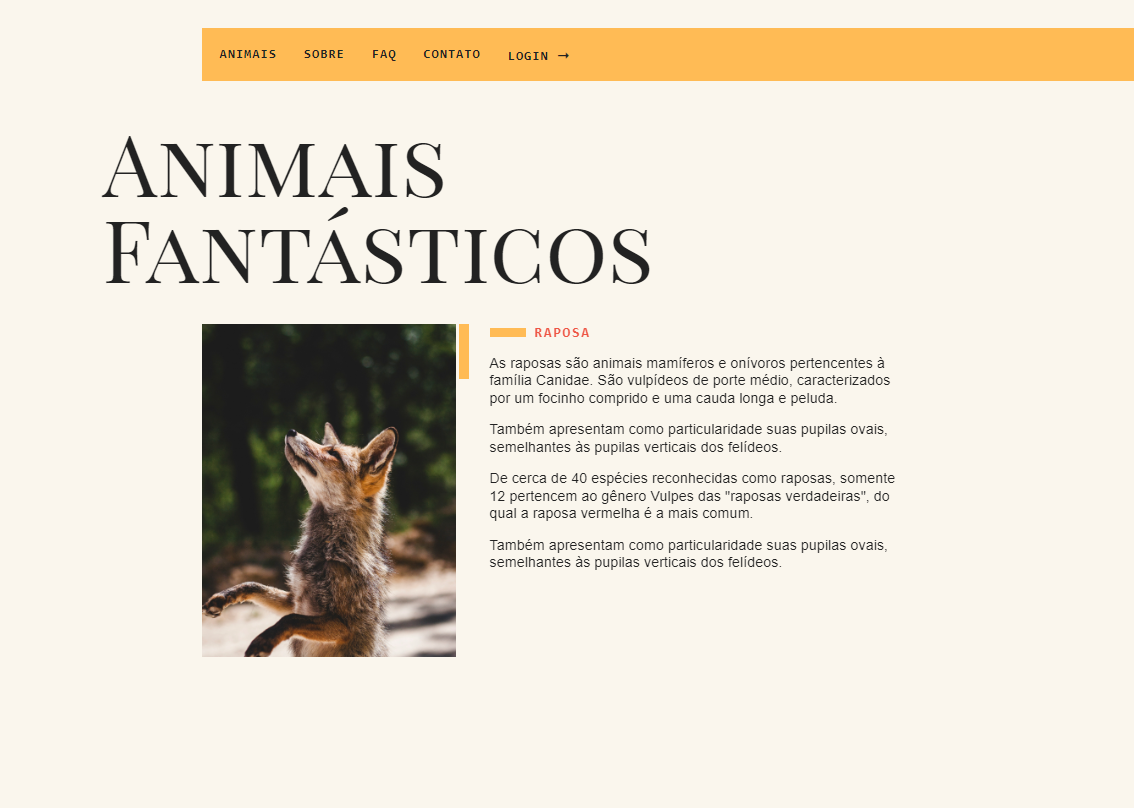 ANIMAIS SOBRE FAQ CONTATO LOGIN →
ANIMAIS
FANTÁSTICOS
RAPOSA
As raposas são animais mamíferos e onívoros pertencentes à
família Canidae. São vulpídeos de porte médio, caracterizados
por um focinho comprido e uma cauda longa e peluda.
Também apresentam como particularidade suas pupilas ovais,
semelhantes às pupilas verticais dos felídeos.
De cerca de 40 espécies reconhecidas como raposas, somente
12 pertencem ao gênero Vulpes das "raposas verdadeiras", do
qual a raposa vermelha é a mais comum.
Também apresentam como particularidade suas pupilas ovais,
semelhantes às pupilas verticais dos felídeos.